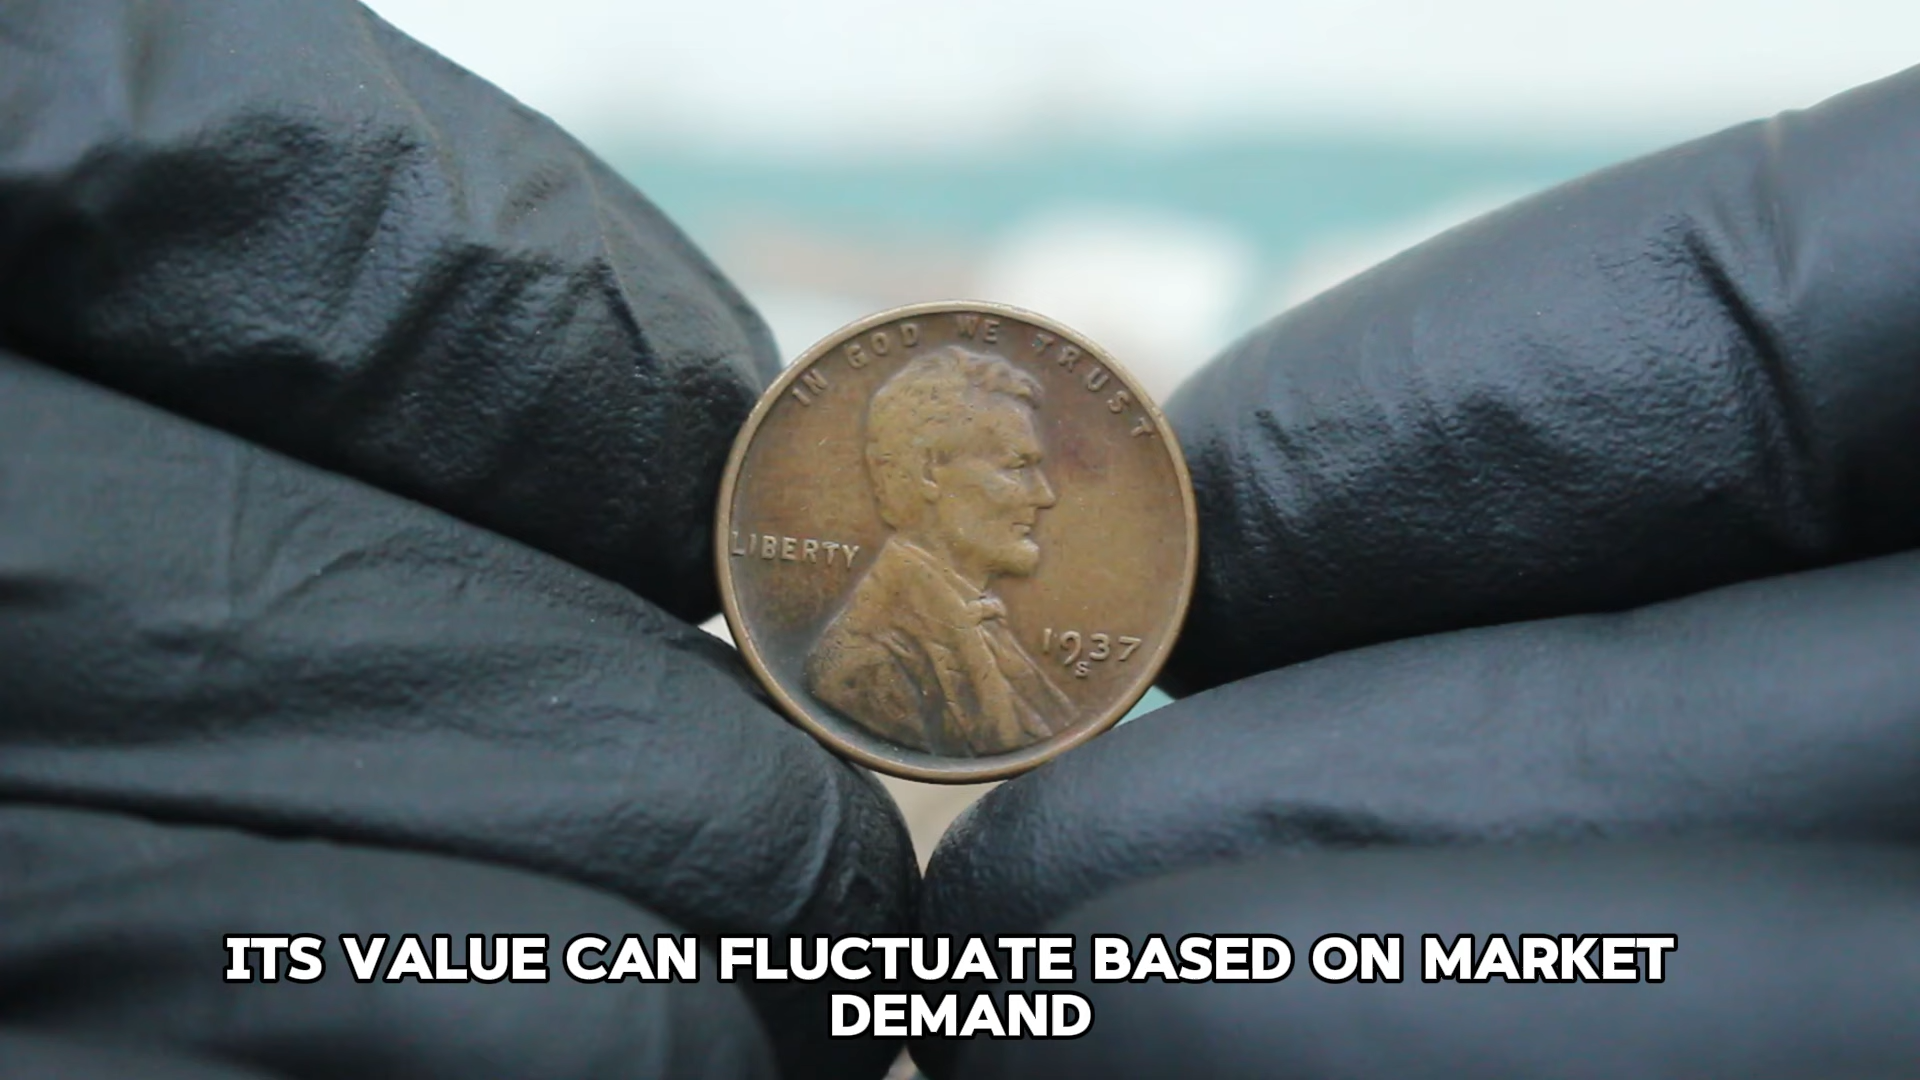 IN GOD WE TRUST
LIBERTY
1937
S
ITS VALUE CAN FLUCTUATE BASED ON MARKET
DEMAND